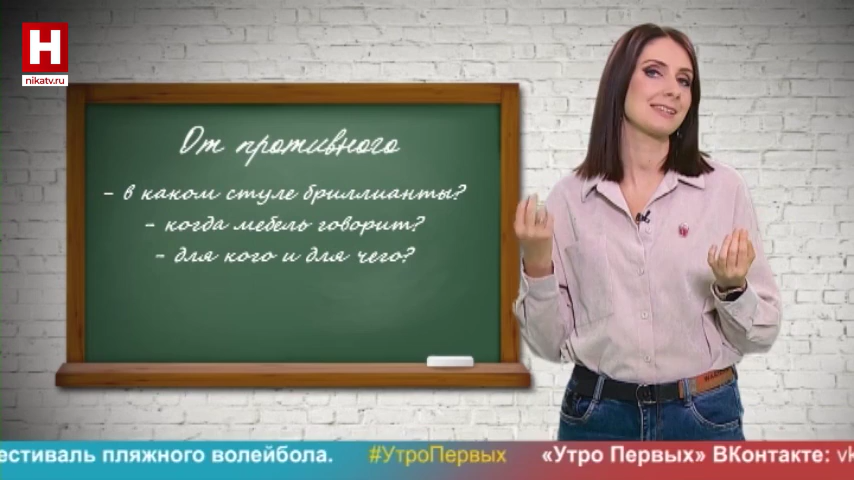 Н
nikatv.ru
От противного
- в каком стуле бриллианты?
- когда мебель говорит?
- для кого и для чего?
естиваль пляжного волейбола. #УтроПервых «Утро Первых» ВКонтакте: vk